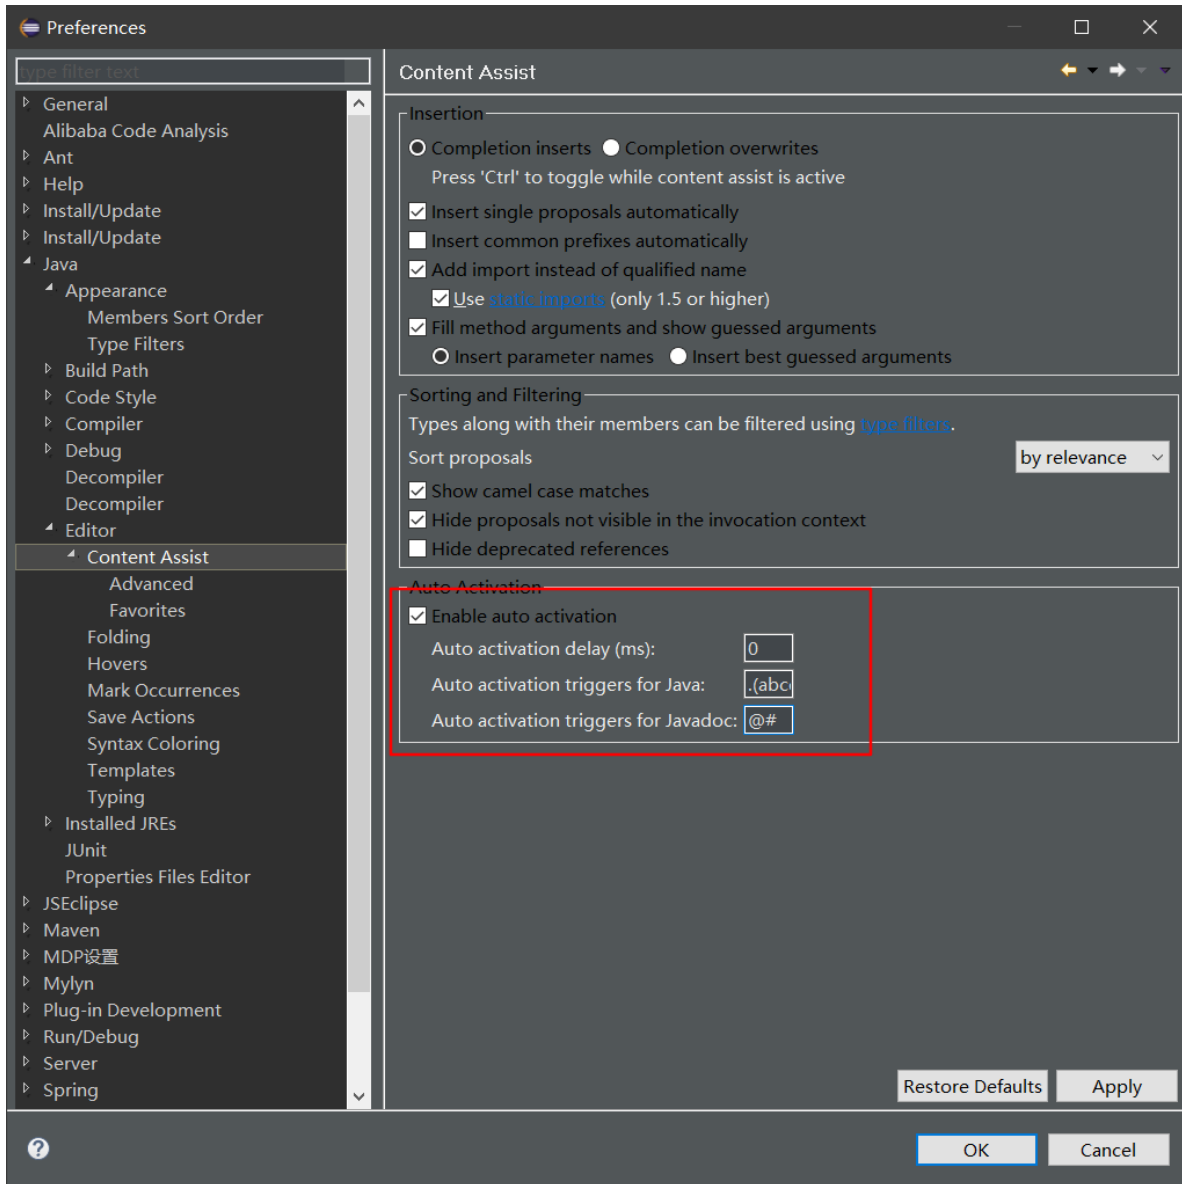 Preferences
type filter text
General
Alibaba Code Analysis
Ant
Help
Install/Update
Install/Update
Java
Appearance
Members Sort Order
Type Filters
Build Path
Code Style
Compiler
Debug
Decompiler
Decompiler
Editor
Content Assist
Advanced
Favorites
Folding
Hovers
Mark Occurrences
Save Actions
Syntax Coloring
Templates
Typing
Installed JREs
JUnit
Properties Files Editor
JSEclipse
Maven
MDP设置
Mylyn
Plug-in Development
Run/Debug
Server
Spring
Content Assist
Insertion
Completion inserts Completion overwrites
Press 'Ctrl' to toggle while content assist is active
Insert single proposals automatically
Insert common prefixes automatically
Add import instead of qualified name
Use static imports (only 1.5 or higher)
Fill method arguments and show guessed arguments
Insert parameter names Insert best guessed arguments
Sorting and Filtering
Types along with their members can be filtered using type filters.
Sort proposals by relevance
Show camel case matches
Hide proposals not visible in the invocation context
Hide deprecated references
Auto Activation
Enable auto activation
Auto activation delay (ms): 0
Auto activation triggers for Java: .(abc
Auto activation triggers for Javadoc: @#
Restore Defaults Apply
OK Cancel